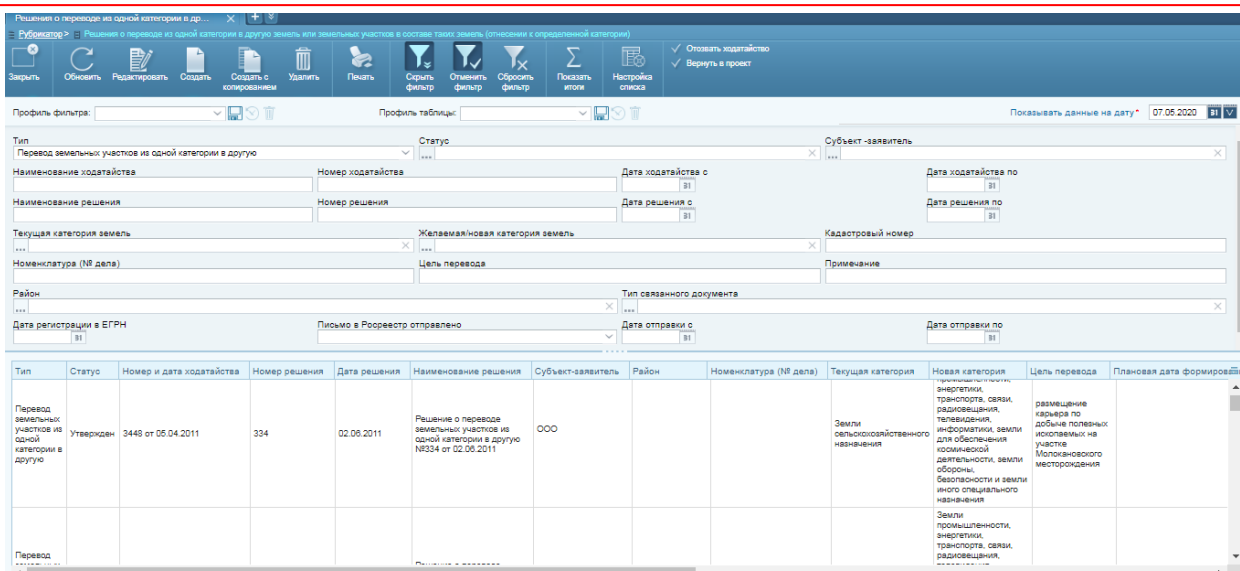 Решения о переводе из одной категории в др...
Рубрикатор> Решения о переводе из одной категории в другую земель или земельных участков в составе таких земель (отнесении к определенной категории)
Закрыть Обновить Редактировать Создать Создать с копированием Удалить Печать Скрыть фильтр Отменить фильтр Сбросить фильтр Показать итоги Настройка списка
Отозвать ходатайство
Вернуть в проект
Профиль фильтра: Профиль таблицы: Показывать данные на дату* 07.05.2020
Тип Статус Субъект -заявитель
Перевод земельных участков из одной категории в другую
Наименование ходатайства Номер ходатайства Дата ходатайства с Дата ходатайства по
Наименование решения Номер решения Дата решения с Дата решения по
Текущая категория земель Желаемая/новая категория земель Кадастровый номер
Номенклатура (№ дела) Цель перевода Примечание
Район Тип связанного документа
Дата регистрации в ЕГРН Письмо в Росреестр отправлено Дата отправки с Дата отправки по
Тип Статус Номер и дата ходатайства Номер решения Дата решения Наименование решения Субъект-заявитель Район Номенклатура (№ дела) Текущая категория Новая категория Цель перевода Плановая дата формирован
Перевод
земельных
участков из
одной
категории в
другую
Утвержден
3448 от 05.04.2011
334
02.06.2011
Решение о переводе
земельных участков из
одной категории в другую
№334 от 02.06.2011
ООО
Земли
сельскохозяйственного
назначения
промышленности,
энергетики,
транспорта, связи,
радиовещания,
телевидения,
информатики, земли
для обеспечения
космической
деятельности, земли
обороны,
безопасности и земли
иного специального
назначения
размещение
карьера по
добыче полезных
ископаемых на
участке
Молокановского
месторождения
Перевод
Решение о переводе
Земли
промышленности,
энергетики,
транспорта, связи,
радиовещания,